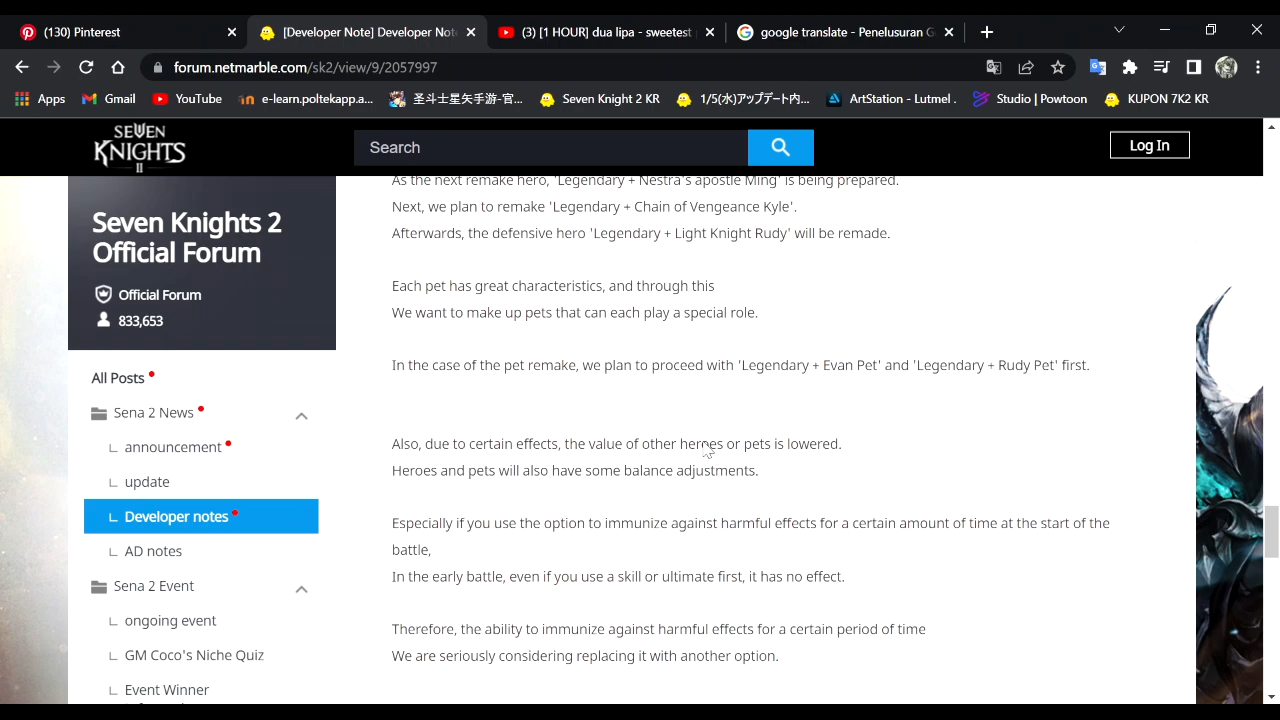 (130) Pinterest
[Developer Note] Developer Not
(3) [1 HOUR] dua lipa - sweetest
google translate - Penelusuran G
forum.netmarble.com/sk2/view/9/2057997
Apps
Gmail
YouTube
e-learn.poltekapp.a...
圣斗士星矢手游-官...
Seven Knight 2 KR
1/5(水)アップデート内...
ArtStation - Lutmel .
Studio | Powtoon
KUPON 7K2 KR
SEVEN
KNIGHTS
II
Search
Log In
Seven Knights 2
Official Forum
Official Forum
833,653
All Posts
Sena 2 News
announcement
update
Developer notes
AD notes
Sena 2 Event
ongoing event
GM Coco's Niche Quiz
Event Winner
As the next remake hero, 'Legendary + Nestra's apostle Ming' is being prepared.
Next, we plan to remake 'Legendary + Chain of Vengeance Kyle'.
Afterwards, the defensive hero 'Legendary + Light Knight Rudy' will be remade.
Each pet has great characteristics, and through this
We want to make up pets that can each play a special role.
In the case of the pet remake, we plan to proceed with 'Legendary + Evan Pet' and 'Legendary + Rudy Pet' first.
Also, due to certain effects, the value of other heroes or pets is lowered.
Heroes and pets will also have some balance adjustments.
Especially if you use the option to immunize against harmful effects for a certain amount of time at the start of the
battle,
In the early battle, even if you use a skill or ultimate first, it has no effect.
Therefore, the ability to immunize against harmful effects for a certain period of time
We are seriously considering replacing it with another option.